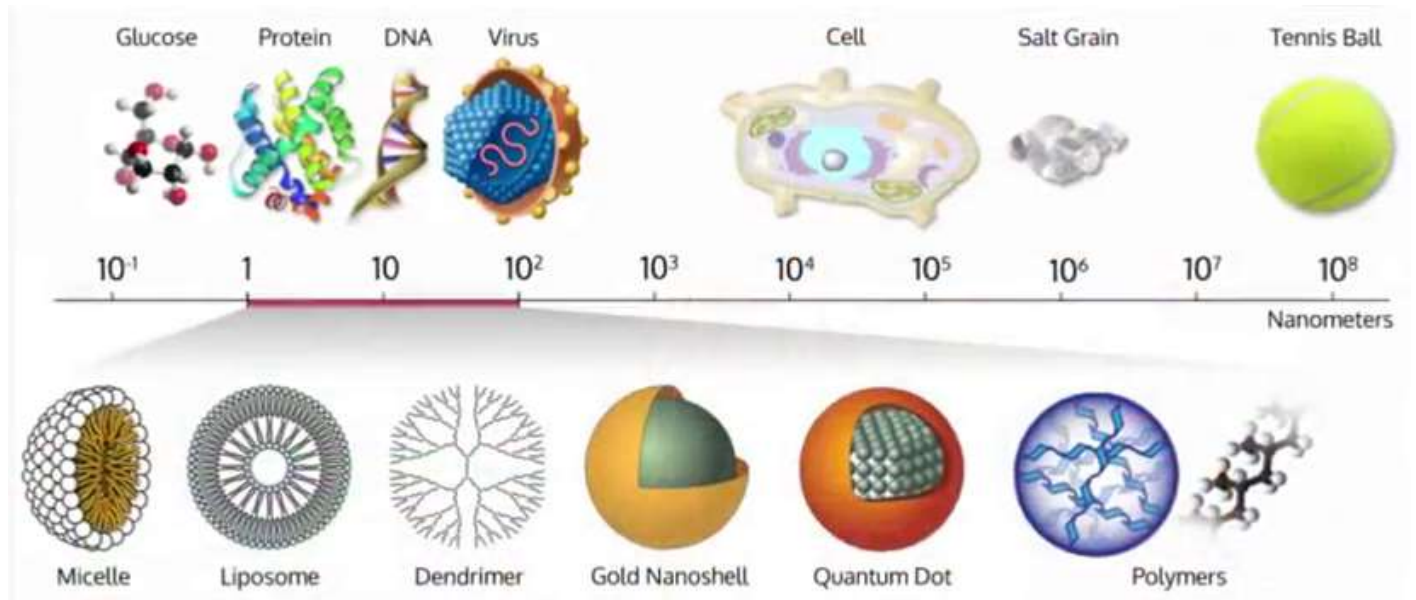 Glucose Protein DNA Virus Cell Salt Grain Tennis Ball
10⁻¹ 1 10 10² 10³ 10⁴ 10⁵ 10⁶ 10⁷ 10⁸
Nanometers
Micelle Liposome Dendrimer Gold Nanoshell Quantum Dot Polymers